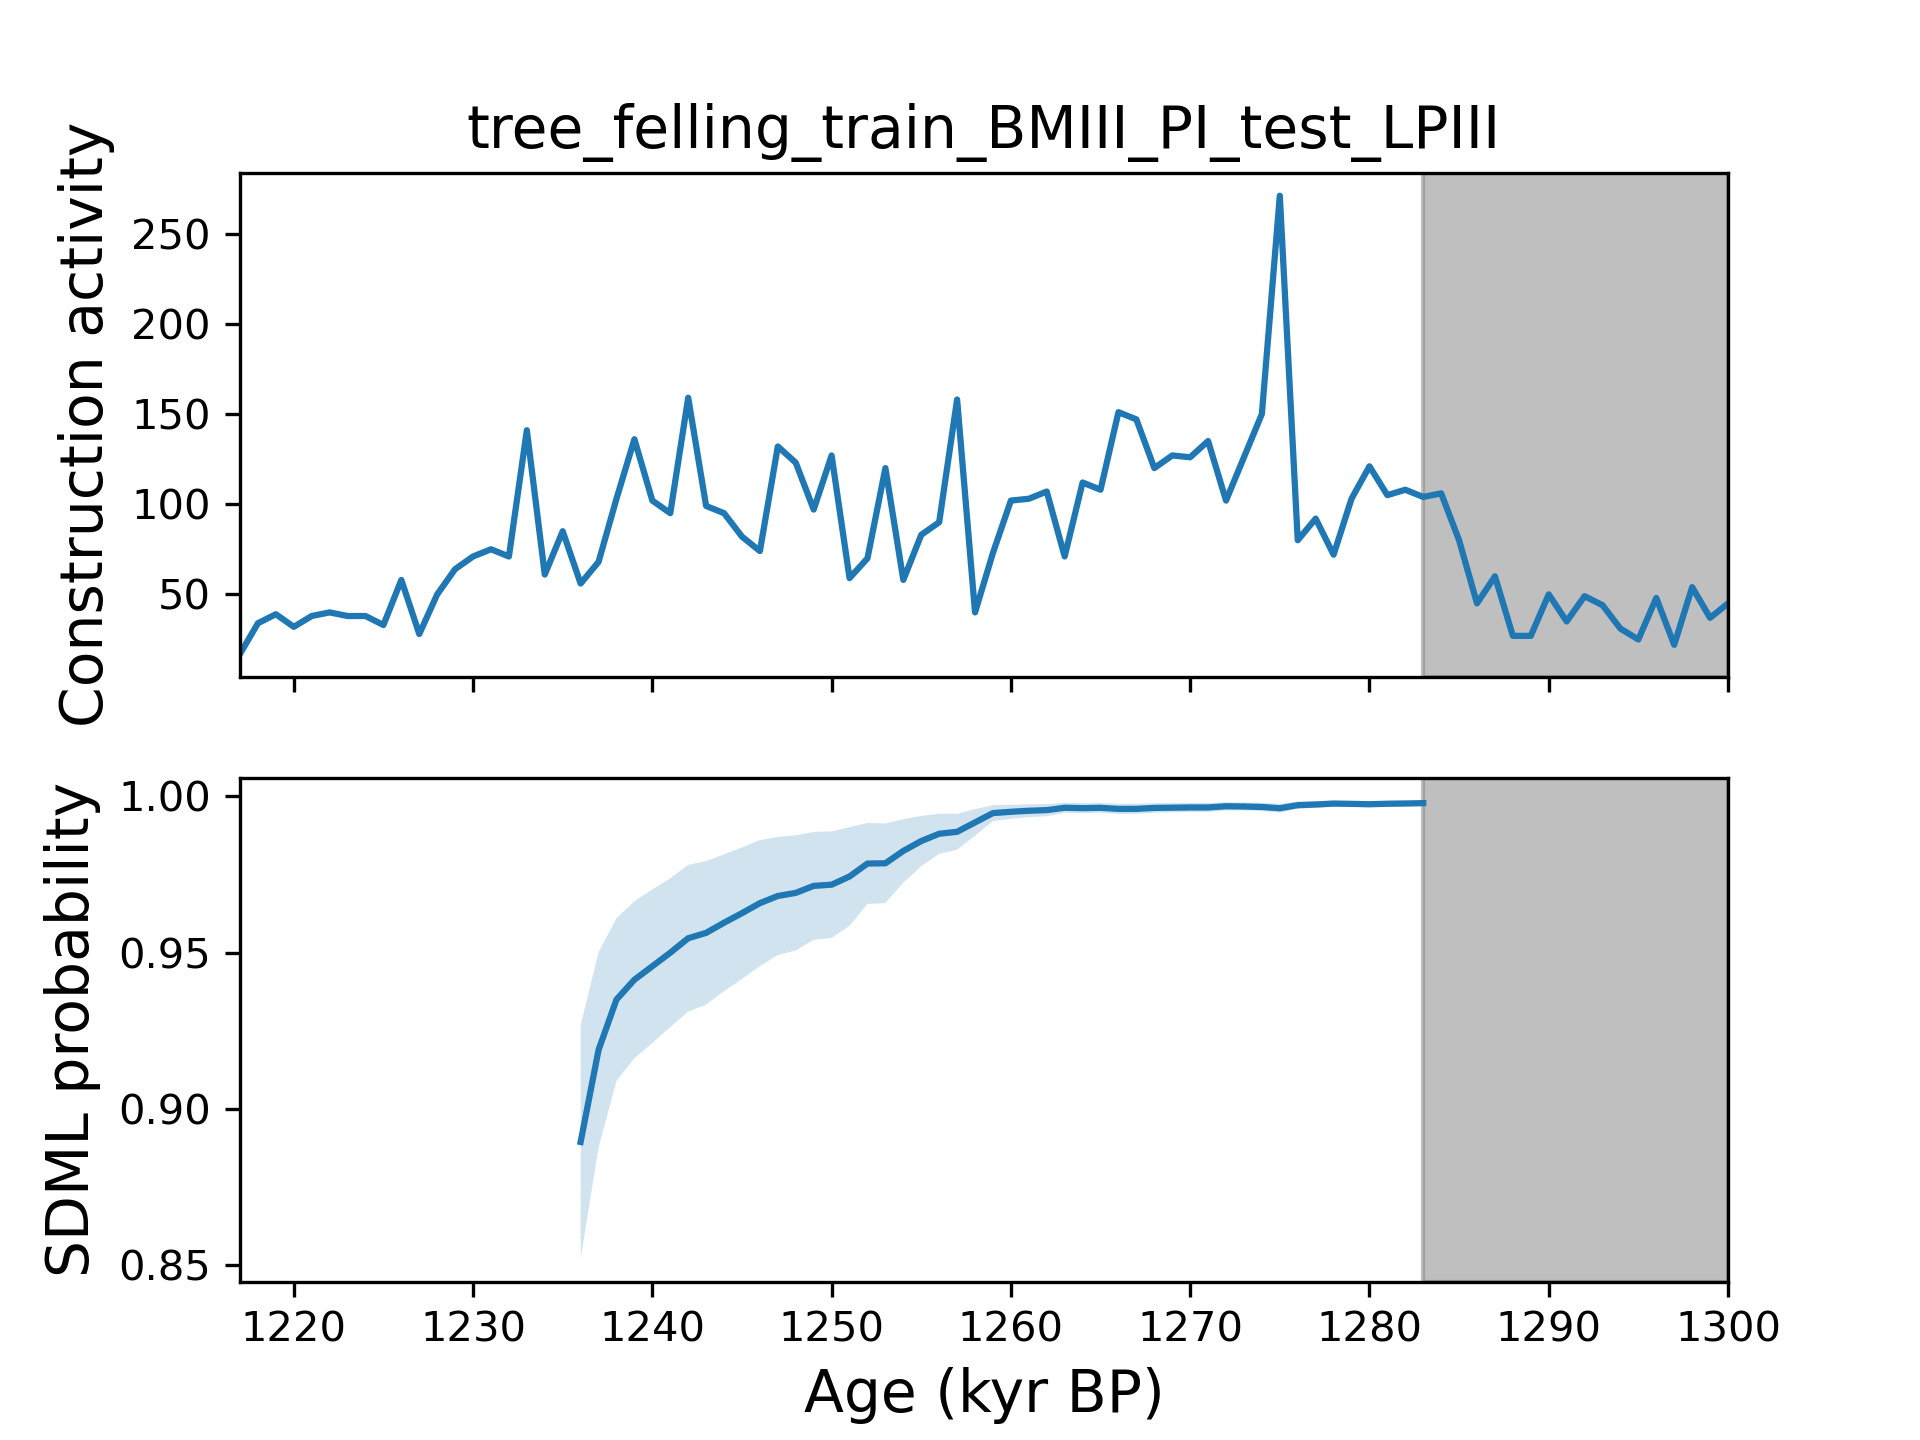 tree_felling_train_BMIII_PI_test_LPIII
Construction activity
250
200
150
100
50
SDML probability
1.00
0.95
0.90
0.85
1220 1230 1240 1250 1260 1270 1280 1290 1300
Age (kyr BP)